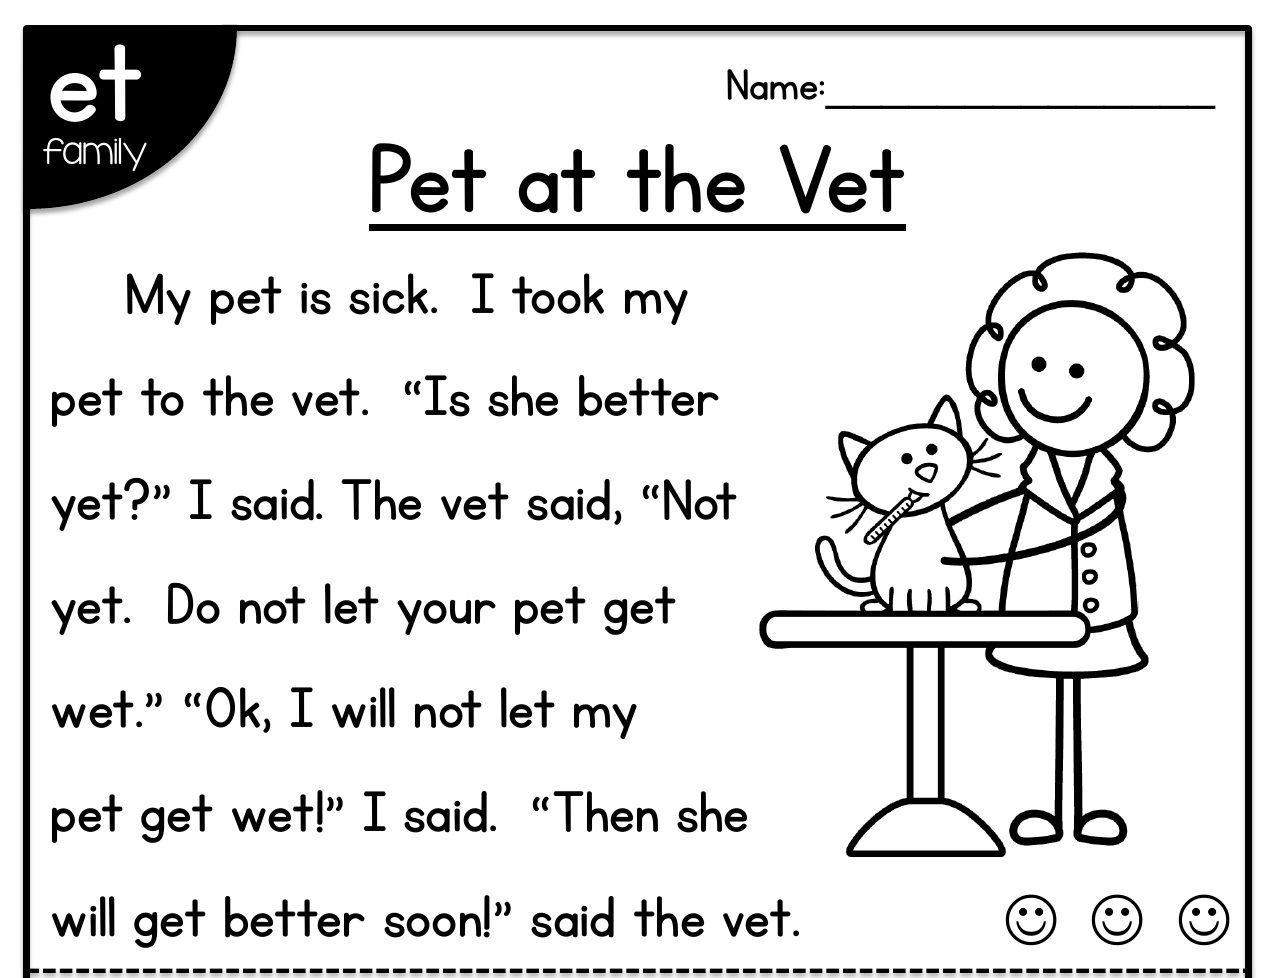 et
family
Name:
Pet at the Vet
My pet is sick. I took my
pet to the vet. “Is she better
yet?” I said. The vet said, “Not
yet. Do not let your pet get
wet.” “Ok, I will not let my
pet get wet!” I said. “Then she
will get better soon!” said the vet.